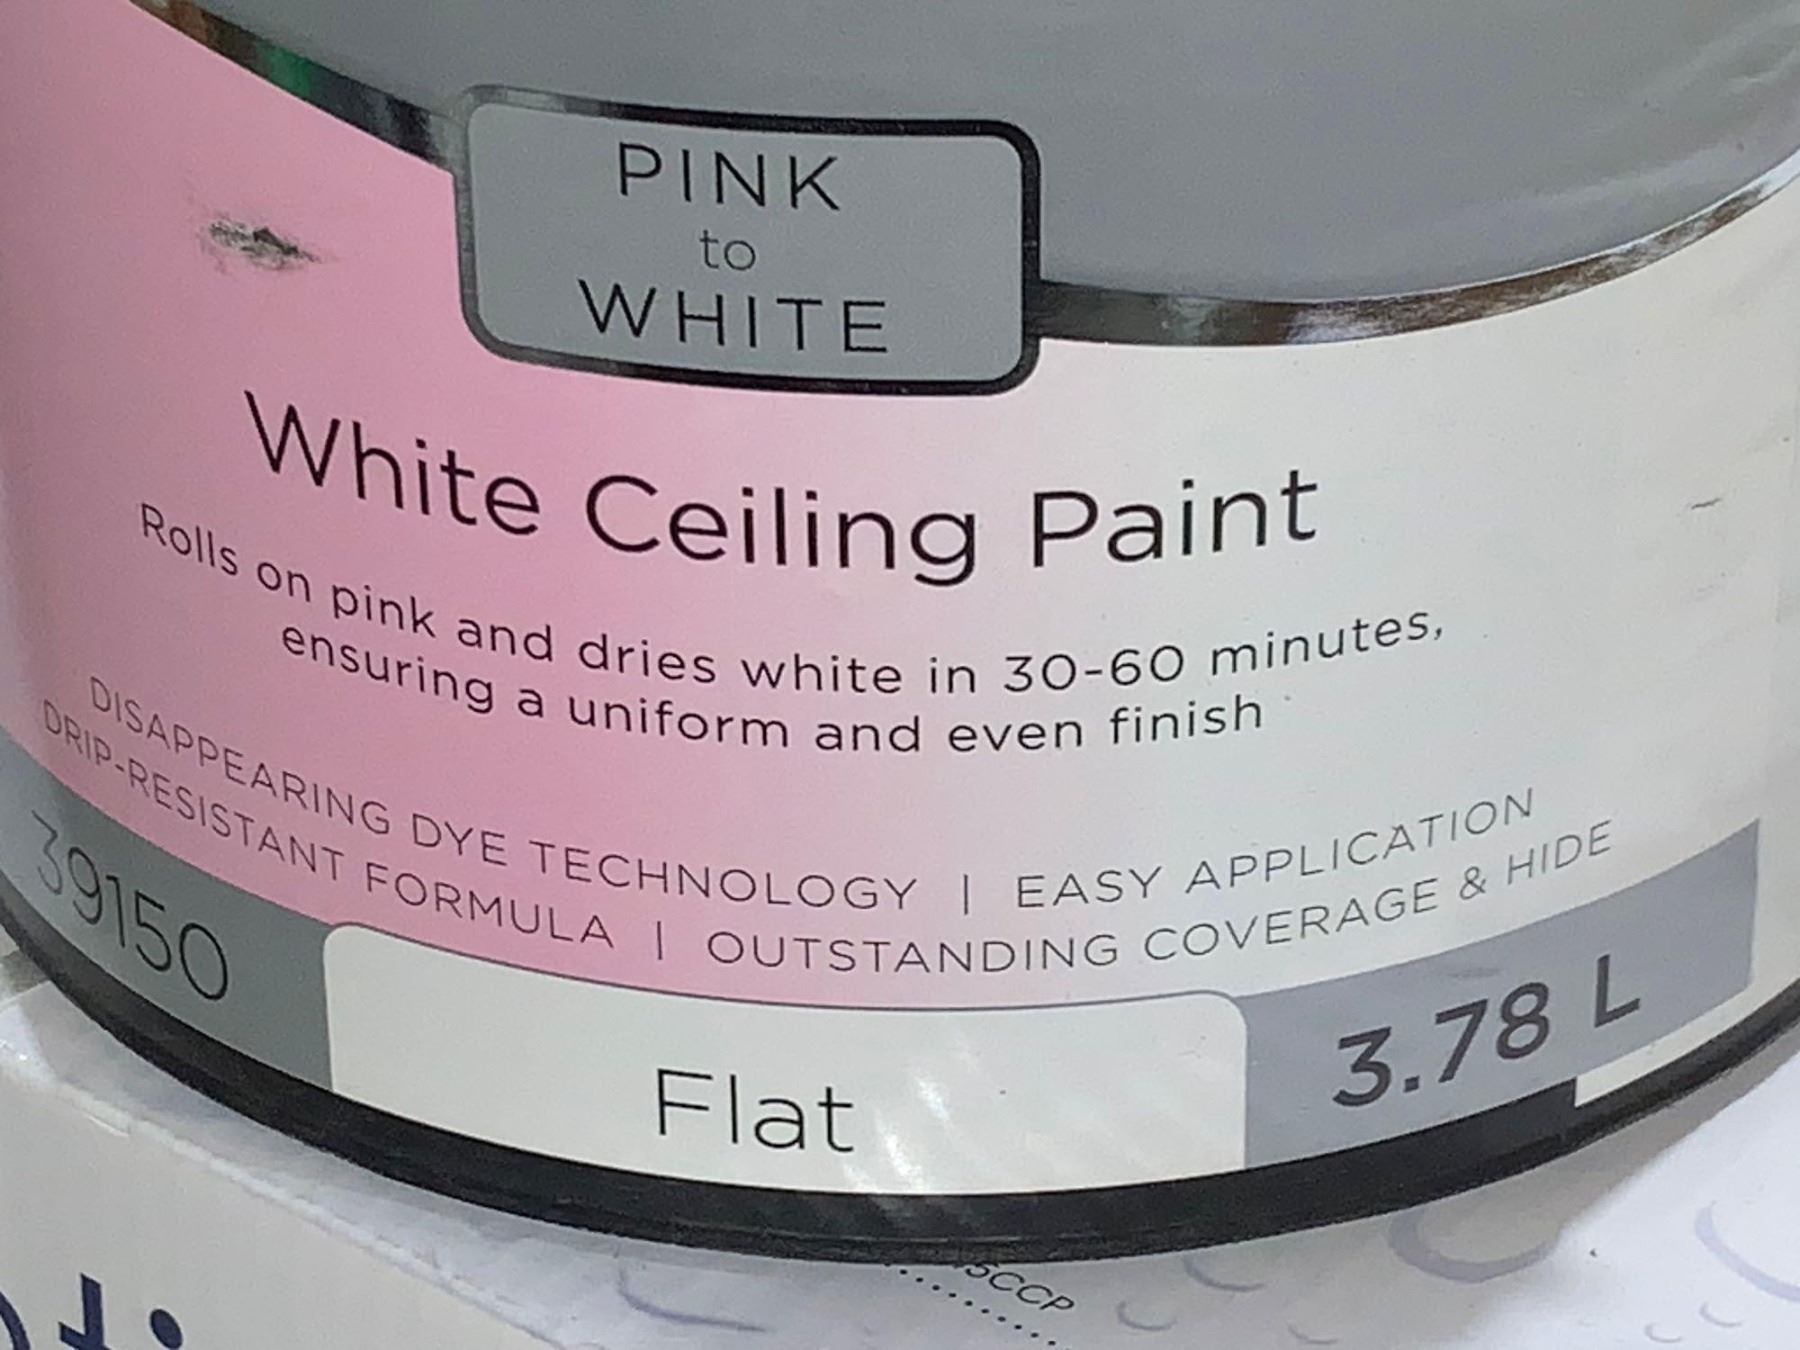 PINK
to
WHITE
White Ceiling Paint
Rolls on pink and dries white in 30-60 minutes,
ensuring a uniform and even finish
DISAPPEARING DYE TECHNOLOGY | EASY APPLICATION
DRIP-RESISTANT FORMULA | OUTSTANDING COVERAGE & HIDE
39150
Flat
3.78 L